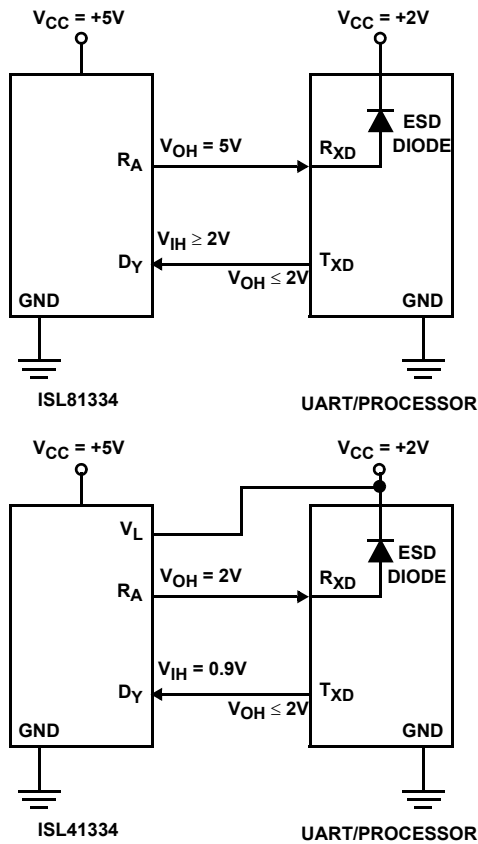 VCC = +5V
VCC = +2V
RA
VOH = 5V
RXD
ESD
DIODE
VIH ≥ 2V
DY
TXD
VOH ≤ 2V
GND
GND
ISL81334
UART/PROCESSOR
VCC = +5V
VCC = +2V
VL
RA
VOH = 2V
RXD
ESD
DIODE
VIH = 0.9V
DY
TXD
VOH ≤ 2V
GND
GND
ISL41334
UART/PROCESSOR